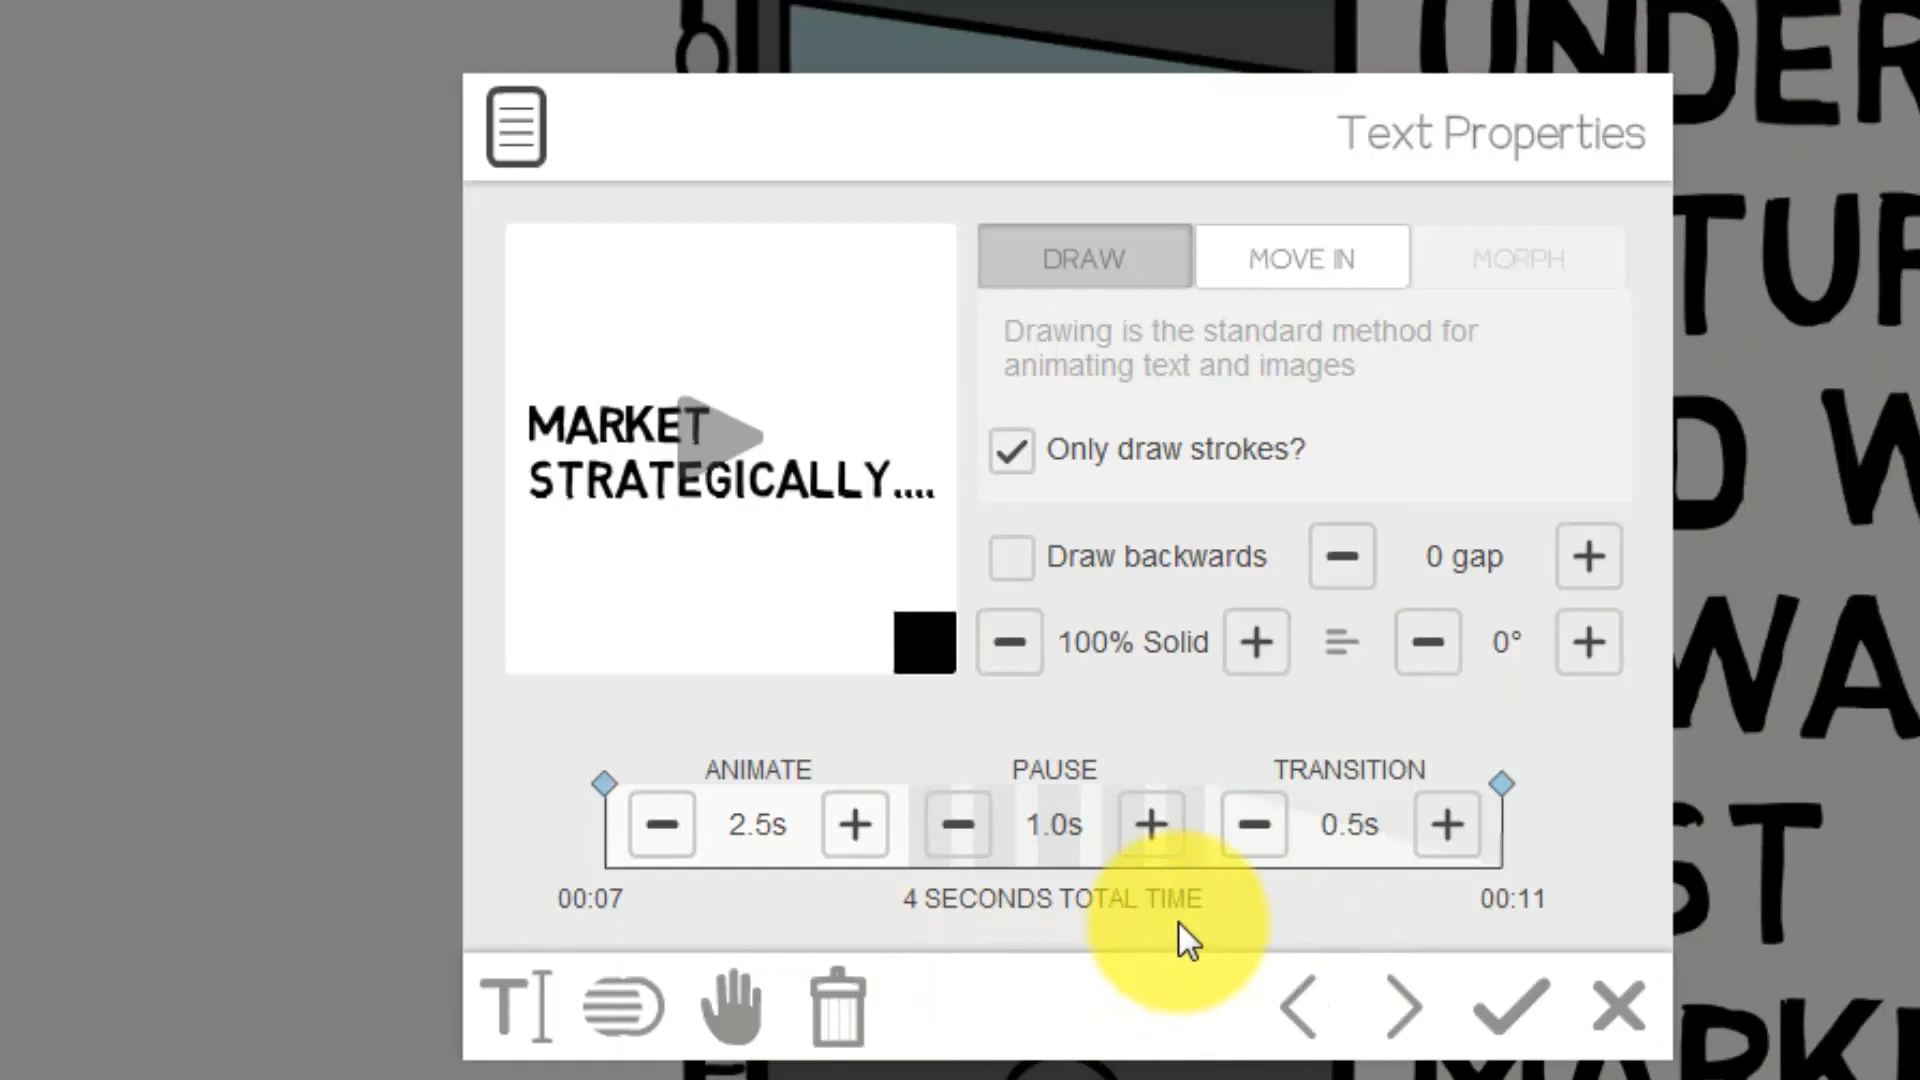 UNDER
Text Properties
DRAW
MOVE IN
MORPH
Drawing is the standard method for
animating text and images
MARKET
STRATEGICALLY....
Only draw strokes?
Draw backwards
0 gap
100% Solid
0°
ANIMATE
PAUSE
TRANSITION
2.5s
1.0s
0.5s
00:07
4 SECONDS TOTAL TIME
00:11